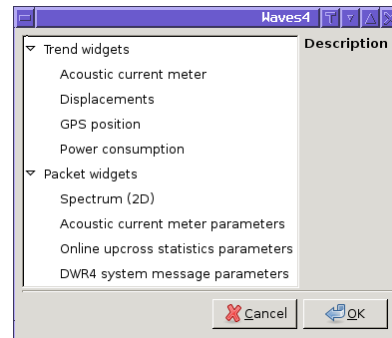 Waves4
Trend widgets
Description
Acoustic current meter
Displacements
GPS position
Power consumption
Packet widgets
Spectrum (2D)
Acoustic current meter parameters
Online upcross statistics parameters
DWR4 system message parameters
Cancel
OK